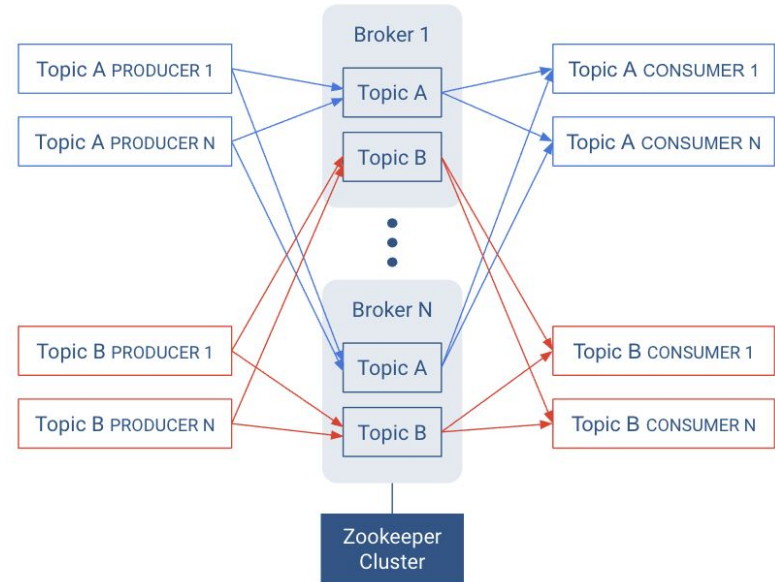 Broker 1
Topic A PRODUCER 1
Topic A
Topic A CONSUMER 1
Topic A PRODUCER N
Topic B
Topic A CONSUMER N
Broker N
Topic B PRODUCER 1
Topic A
Topic B CONSUMER 1
Topic B PRODUCER N
Topic B
Topic B CONSUMER N
Zookeeper
Cluster